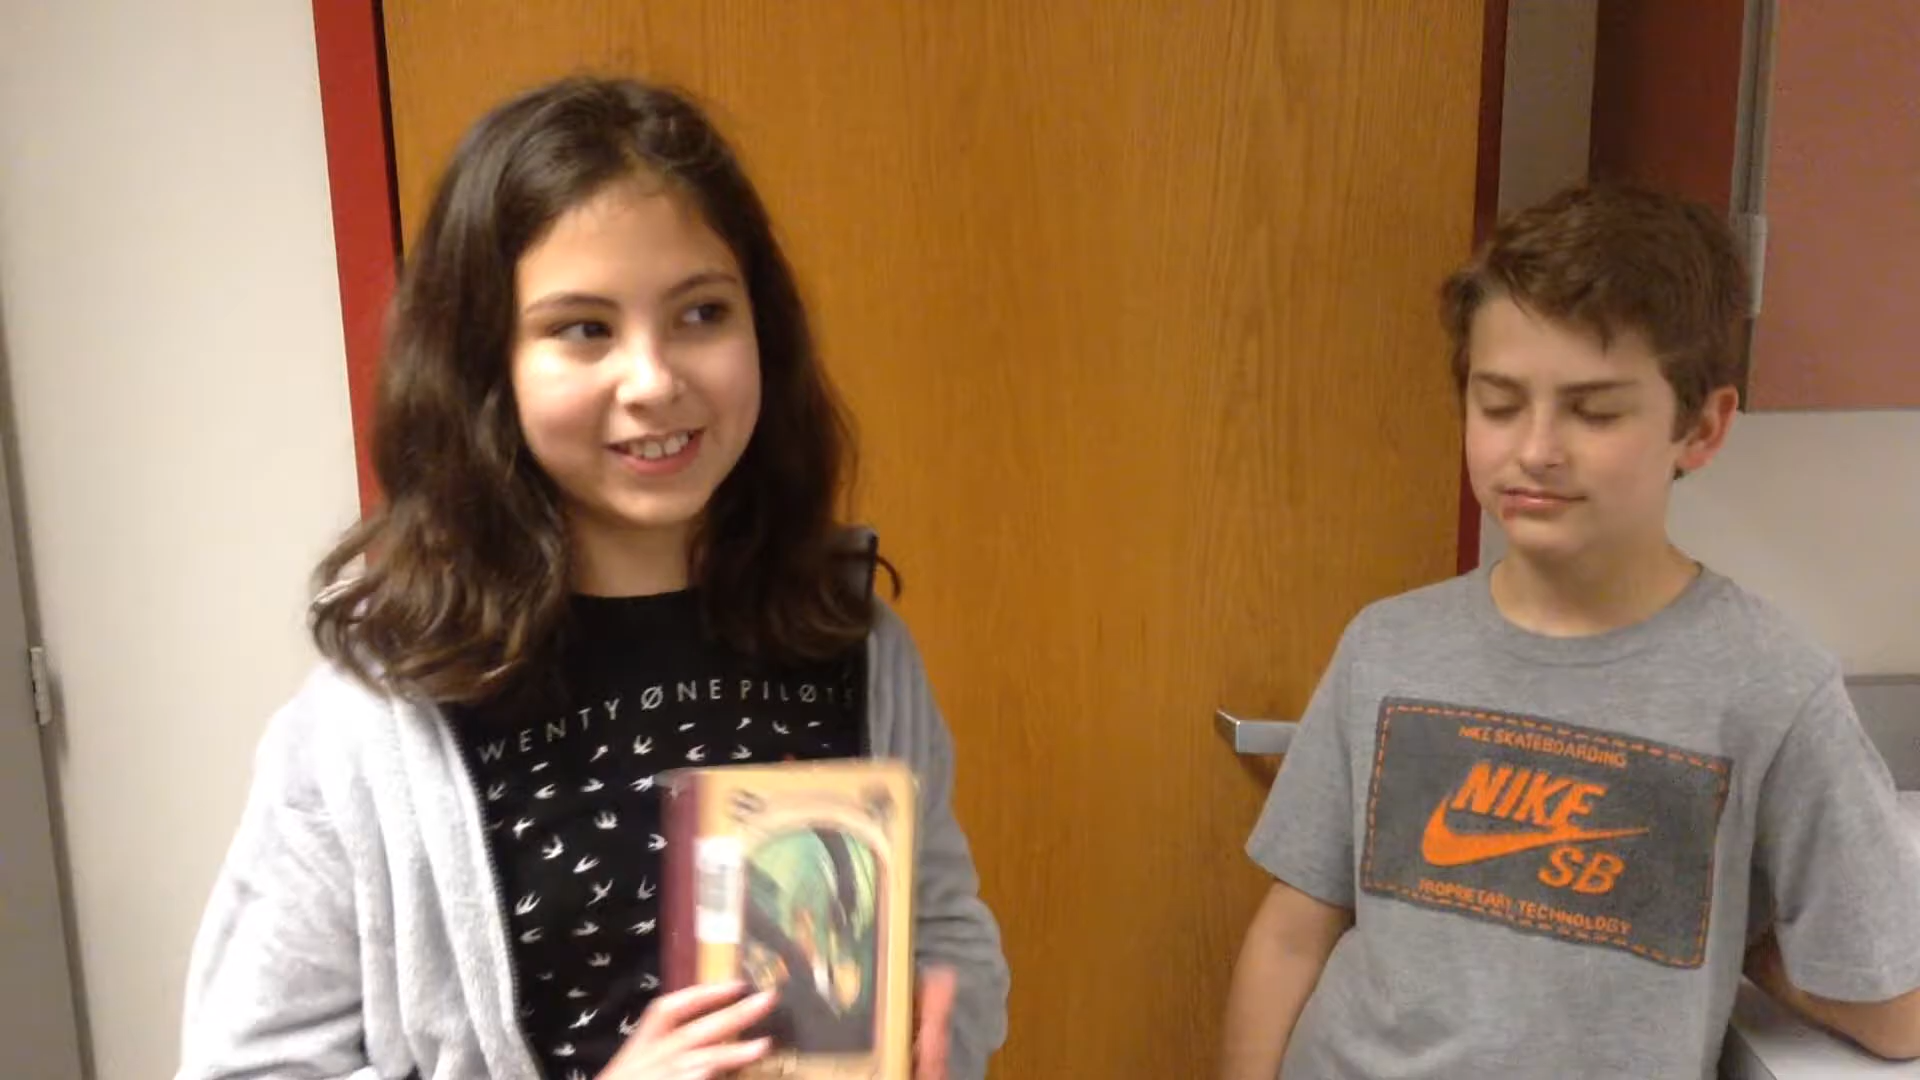 WENTY ØNE PILØTS
NIKE SKATEBOARDING
NIKE
SB
PROPRIETARY TECHNOLOGY